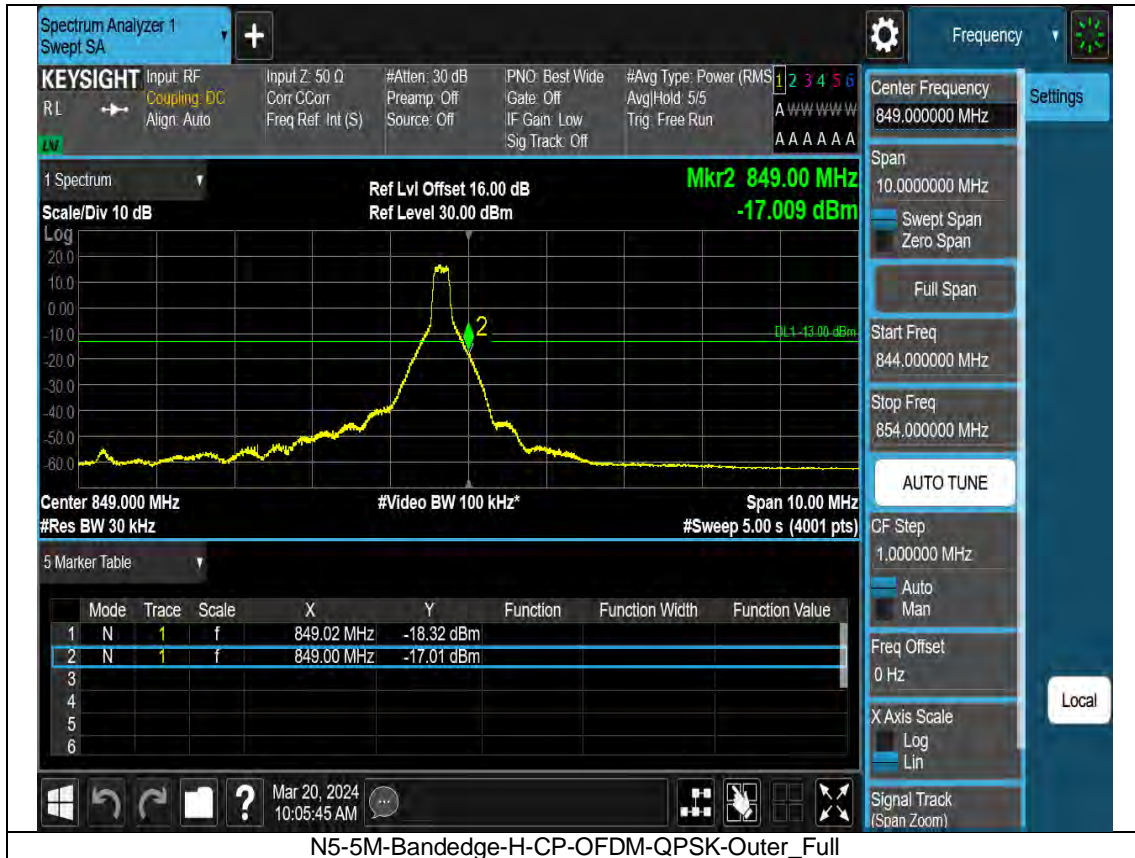 Spectrum Analyzer 1
Swept SA
+
Frequency
KEYSIGHT
RL
Input: RF
Coupling: DC
Align: Auto
Input Z: 50 Ω
Corr CCorr
Freq Ref: Int (S)
#Atten: 30 dB
Preamp: Off
Source: Off
PNO: Best Wide
Gate: Off
IF Gain: Low
Sig Track: Off
#Avg Type: Power (RMS
Avg|Hold: 5/5
Trig: Free Run
1 2 3 4 5 6
A W W W W W
A A A A A A
1 Spectrum
Scale/Div 10 dB
Ref Lvl Offset 16.00 dB
Ref Level 30.00 dBm
Mkr2 849.00 MHz
-17.009 dBm
Log
20.0
10.0
0.00
-10.0
-20.0
-30.0
-40.0
-50.0
-60.0
2
DL1 -13.00 dBm
Center 849.000 MHz
#Video BW 100 kHz*
Span 10.00 MHz
#Res BW 30 kHz
#Sweep 5.00 s (4001 pts)
5 Marker Table
Mode Trace Scale X Y Function Function Width Function Value
1 N 1 f 849.02 MHz -18.32 dBm
2 N 1 f 849.00 MHz -17.01 dBm
3
4
5
6
?
Mar 20, 2024
10:05:45 AM
Center Frequency
849.000000 MHz
Settings
Span
10.0000000 MHz
Swept Span
Zero Span
Full Span
Start Freq
844.000000 MHz
Stop Freq
854.000000 MHz
AUTO TUNE
CF Step
1.000000 MHz
Auto
Man
Freq Offset
0 Hz
Local
X Axis Scale
Log
Lin
Signal Track
(Span Zoom)
N5-5M-Bandedge-H-CP-OFDM-QPSK-Outer_Full